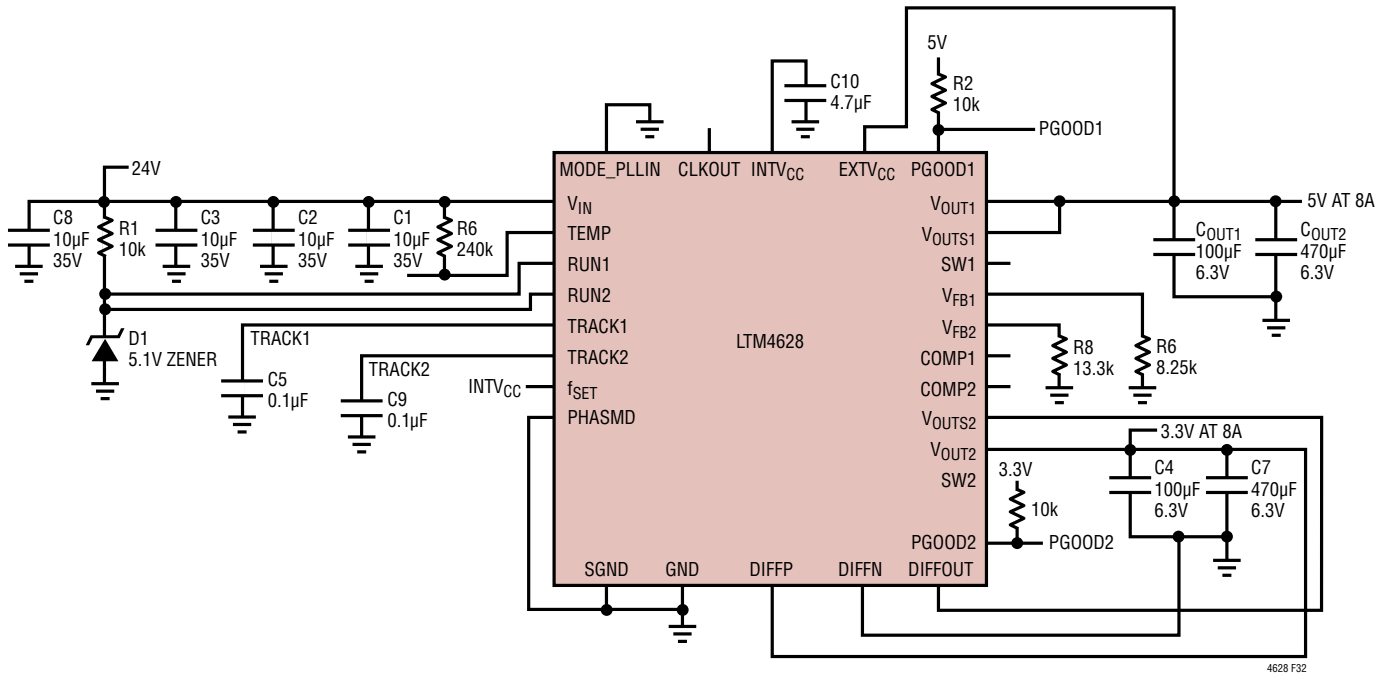 5V
R2
10k
PGOOD1
C10
4.7µF
24V
C8
10µF
35V
R1
10k
C3
10µF
35V
C2
10µF
35V
C1
10µF
35V
R6
240k
D1
5.1V ZENER
TRACK1
C5
0.1µF
TRACK2
C9
0.1µF
INTVCC
MODE_PLLIN
CLKOUT
INTVCC
EXTVCC
PGOOD1
VIN
TEMP
RUN1
RUN2
TRACK1
TRACK2
fSET
PHASMD
LTM4628
VOUT1
VOUTS1
SW1
VFB1
VFB2
COMP1
COMP2
VOUTS2
VOUT2
SW2
PGOOD2
SGND
GND
DIFFP
DIFFN
DIFFOUT
5V AT 8A
COUT1
100µF
6.3V
COUT2
470µF
6.3V
R8
13.3k
R6
8.25k
3.3V AT 8A
3.3V
10k
PGOOD2
C4
100µF
6.3V
C7
470µF
6.3V
4628 F32